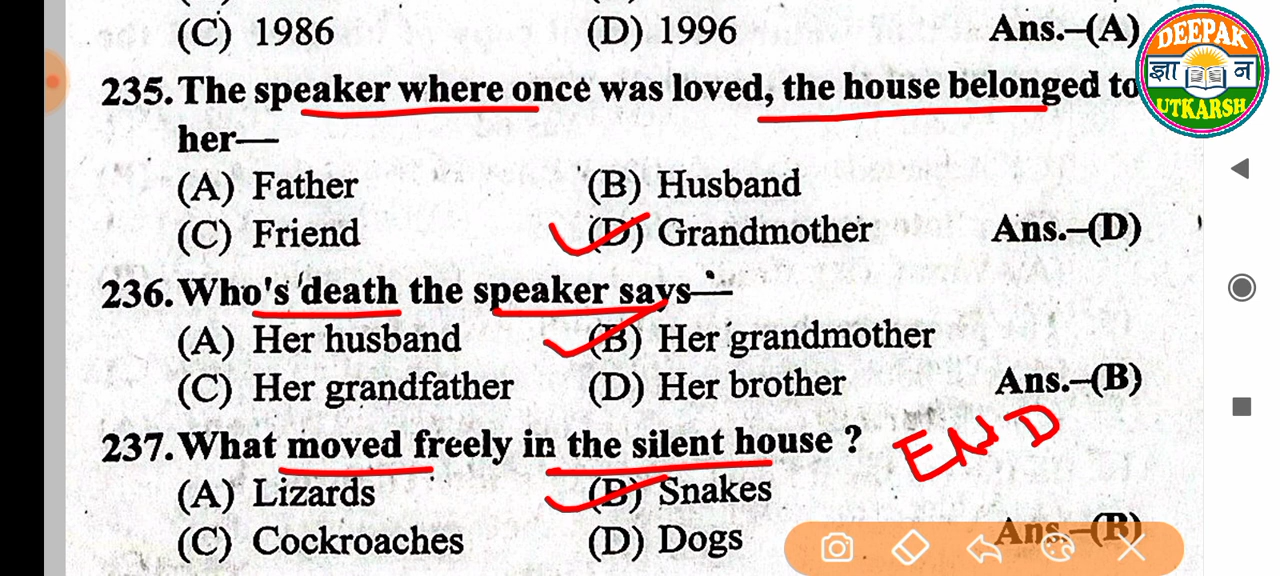 (C) 1986 (D) 1996 Ans.–(A)
DEEPAK
ज्ञा न
UTKARSH
235. The speaker where once was loved, the house belonged to
her—
(A) Father (B) Husband
(C) Friend (D) Grandmother Ans.–(D)
236. Who's death the speaker says—
(A) Her husband (B) Her grandmother
(C) Her grandfather (D) Her brother Ans.–(B)
237. What moved freely in the silent house ?
END
(A) Lizards (B) Snakes
(C) Cockroaches (D) Dogs Ans.–(B)